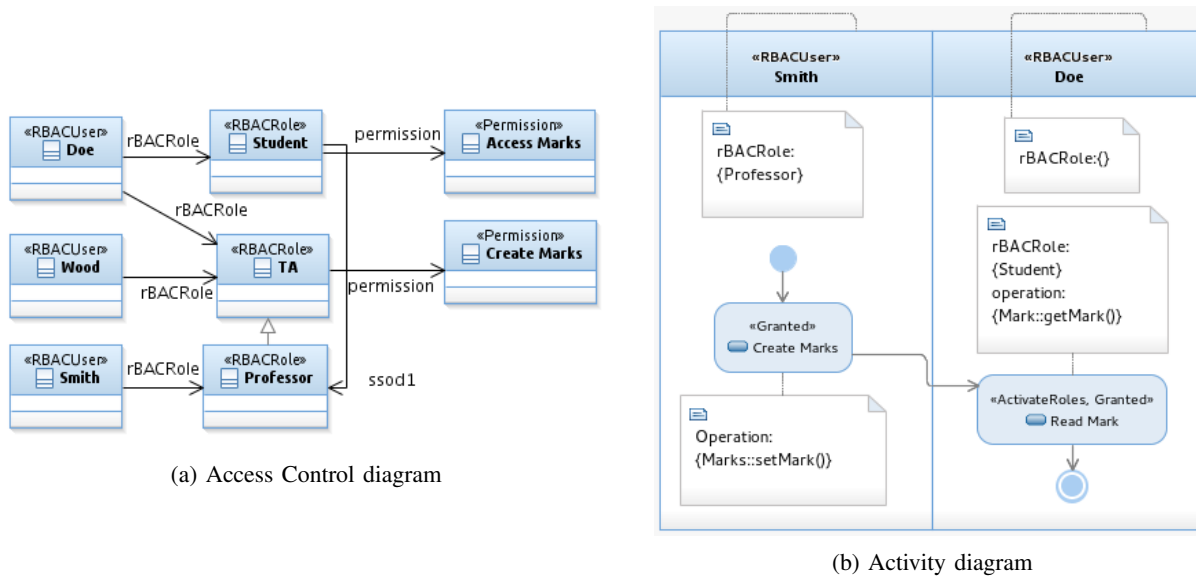 «RBACUser»
Doe
rBACRole
«RBACRole»
Student
permission
«Permission»
Access Marks
rBACRole
«RBACUser»
Wood
rBACRole
«RBACRole»
TA
permission
«Permission»
Create Marks
«RBACUser»
Smith
rBACRole
«RBACRole»
Professor
ssod1
(a) Access Control diagram
«RBACUser»
Smith
rBACRole:
{Professor}
«Granted»
Create Marks
Operation:
{Marks::setMark()}
«RBACUser»
Doe
rBACRole:{}
rBACRole:
{Student}
operation:
{Mark::getMark()}
«ActivateRoles, Granted»
Read Mark
(b) Activity diagram